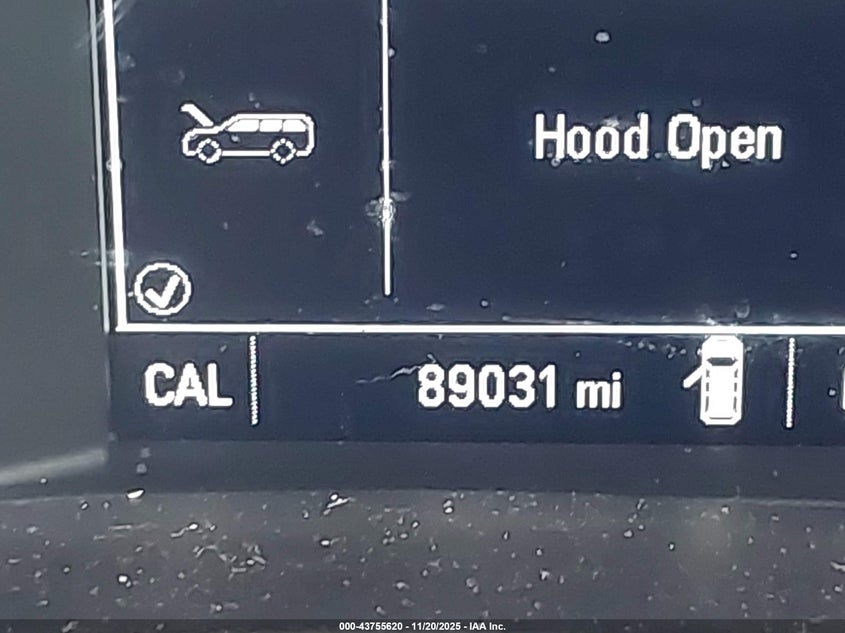 Hood Open
CAL 89031 mi
000-43755620 - 11/20/2025 - IAA Inc.